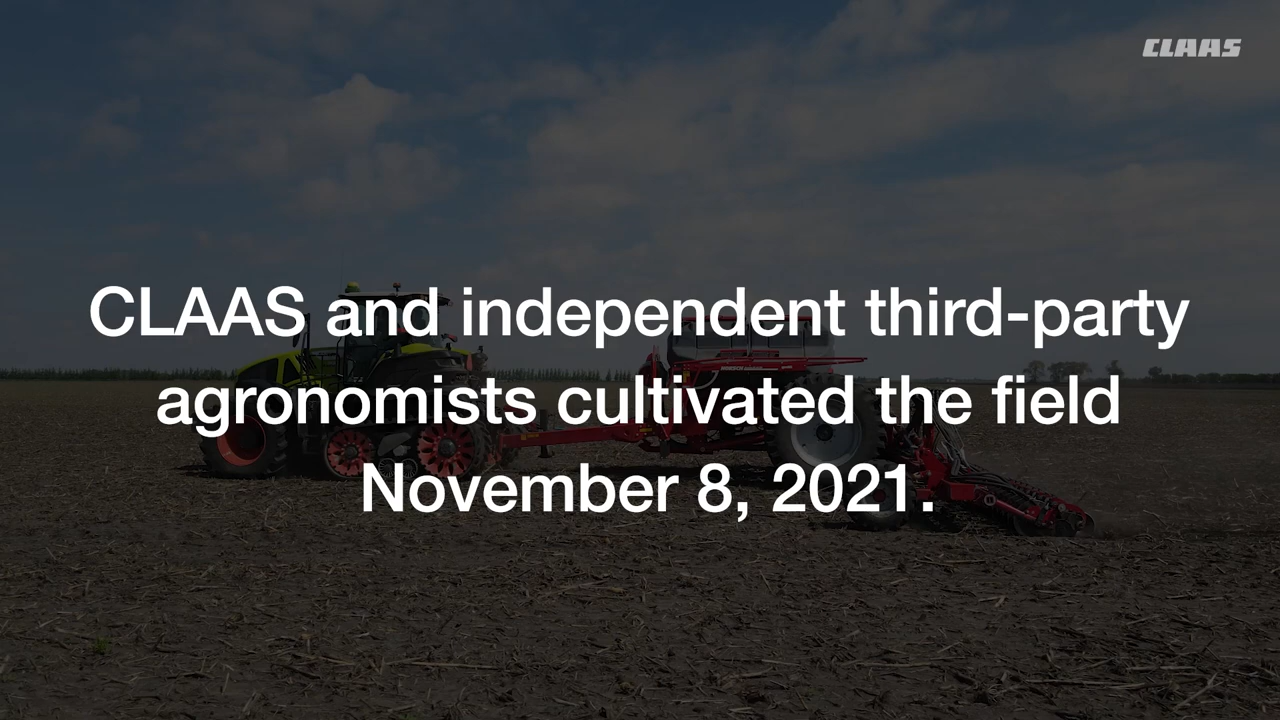 CLAAS
CLAAS and independent third-party
agronomists cultivated the field
November 8, 2021.